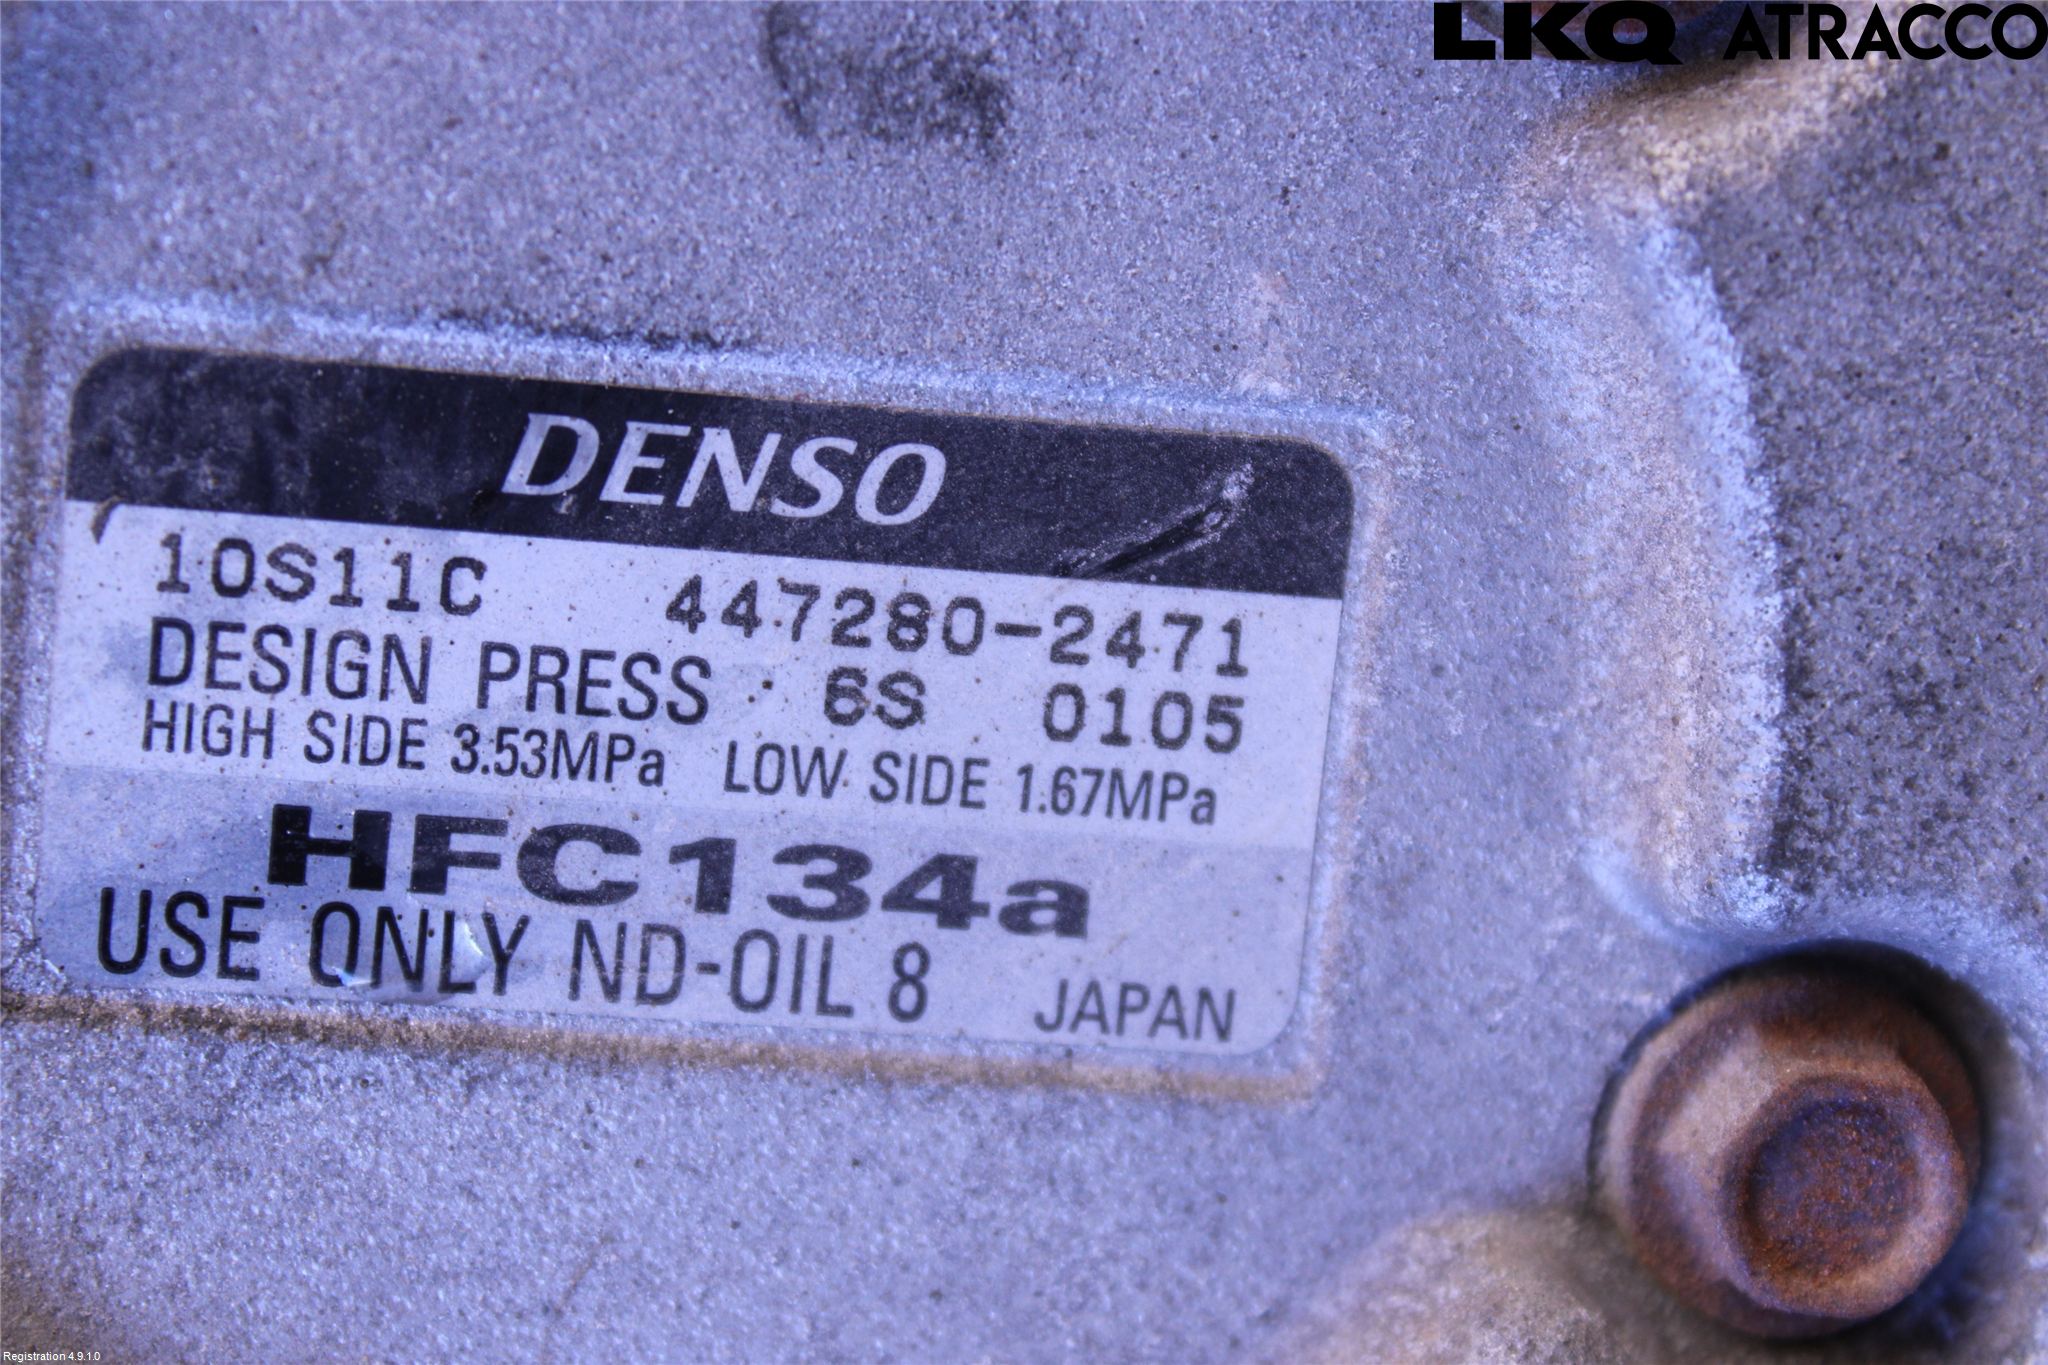 LKQ ATRACCO
DENSO
10S11C 447280-2471
DESIGN PRESS 6S 0105
HIGH SIDE 3.53MPa LOW SIDE 1.67MPa
HFC134a
USE ONLY ND-OIL 8 JAPAN
Registration 4.9.1.0